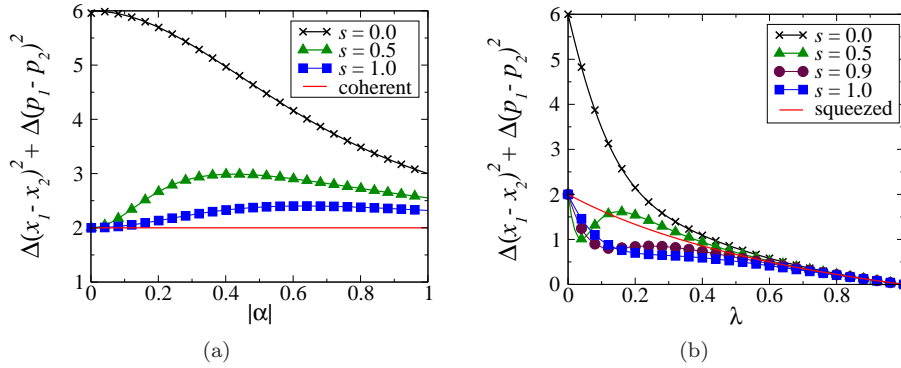 Δ(x₁- x₂)² + Δ(p₁- p₂)²
6
5
4
3
2
1
0 0.2 0.4 0.6 0.8 1
|α|
s = 0.0
s = 0.5
s = 1.0
coherent
(a)
Δ(x₁- x₂)² + Δ(p₁- p₂)²
6
5
4
3
2
1
0
0 0.2 0.4 0.6 0.8
λ
s = 0.0
s = 0.5
s = 0.9
s = 1.0
squeezed
(b)